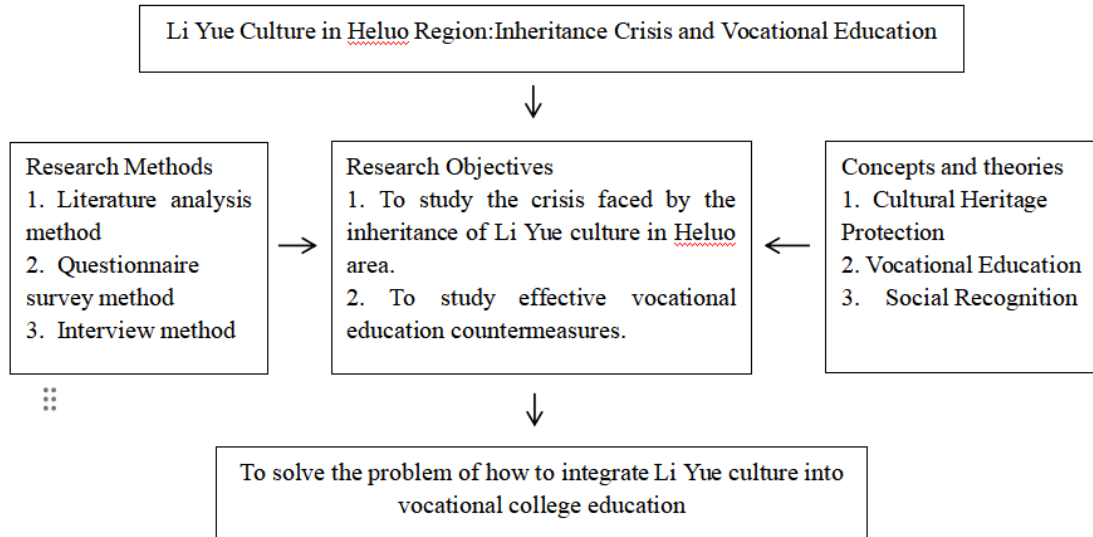 Li Yue Culture in Heluo Region:Inheritance Crisis and Vocational Education
Research Methods
1. Literature analysis
method
2. Questionnaire
survey method
3. Interview method
Research Objectives
1. To study the crisis faced by the
inheritance of Li Yue culture in Heluo
area.
2. To study effective vocational
education countermeasures.
Concepts and theories
1. Cultural Heritage
Protection
2. Vocational Education
3. Social Recognition
To solve the problem of how to integrate Li Yue culture into
vocational college education